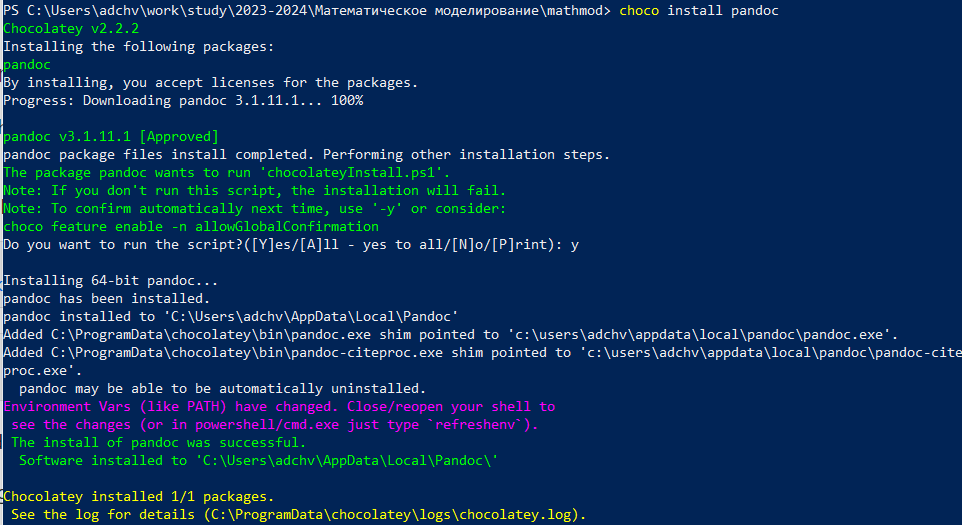 PS C:\Users\adchv\work\study\2023-2024\Математическое моделирование\mathmod> choco install pandoc
Chocolatey v2.2.2
Installing the following packages:
pandoc
By installing, you accept licenses for the packages.
Progress: Downloading pandoc 3.1.11.1... 100%

pandoc v3.1.11.1 [Approved]
pandoc package files install completed. Performing other installation steps.
The package pandoc wants to run 'chocolateyInstall.ps1'.
Note: If you don't run this script, the installation will fail.
Note: To confirm automatically next time, use '-y' or consider:
choco feature enable -n allowGlobalConfirmation
Do you want to run the script?([Y]es/[A]ll - yes to all/[N]o/[P]rint): y

Installing 64-bit pandoc...
pandoc has been installed.
pandoc installed to 'C:\Users\adchv\AppData\Local\Pandoc'
Added C:\ProgramData\chocolatey\bin\pandoc.exe shim pointed to 'c:\users\adchv\appdata\local\pandoc\pandoc.exe'.
Added C:\ProgramData\chocolatey\bin\pandoc-citeproc.exe shim pointed to 'c:\users\adchv\appdata\local\pandoc\pandoc-cite
proc.exe'.
  pandoc may be able to be automatically uninstalled.
Environment Vars (like PATH) have changed. Close/reopen your shell to
 see the changes (or in powershell/cmd.exe just type `refreshenv`).
 The install of pandoc was successful.
  Software installed to 'C:\Users\adchv\AppData\Local\Pandoc\'

Chocolatey installed 1/1 packages.
 See the log for details (C:\ProgramData\chocolatey\logs\chocolatey.log).